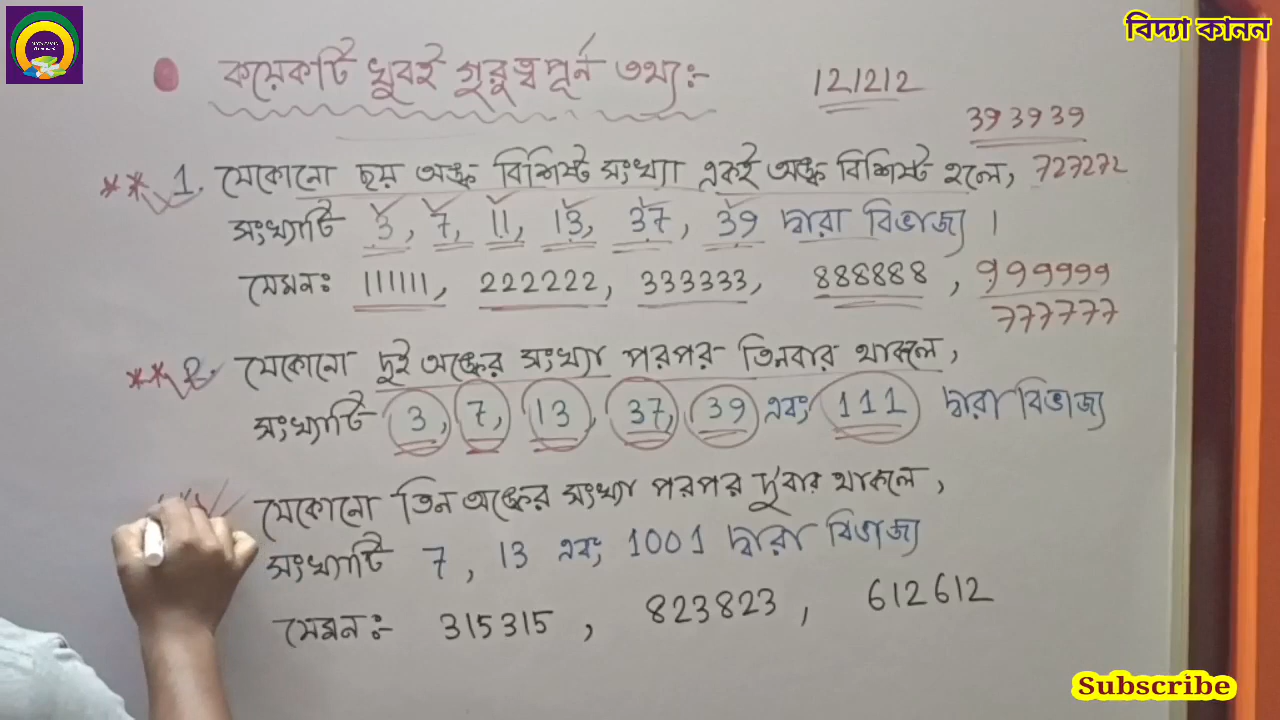 বিদ্যা কানন
কয়েকটি খুবই গুরুত্বপূর্ন তথ্যঃ-
121212
393939
** 1. যেকোনো ছয় অঙ্ক বিশিষ্ট সংখ্যা একই অঙ্ক বিশিষ্ট হলে, 727272
সংখ্যাটি 3, 7, 11, 13, 37, 39 দ্বারা বিভাজ্য ।
যেমনঃ 111111, 222222, 333333, 888888, 999999
777777
** 2. যেকোনো দুই অঙ্কের সংখ্যা পরপর তিনবার থাকলে,
সংখ্যাটি 3, 7, 13, 37, 39 এবং 111 দ্বারা বিভাজ্য
যেকোনো তিন অঙ্কের সংখ্যা পরপর দুবার থাকলে,
সংখ্যাটি 7, 13 এবং 1001 দ্বারা বিভাজ্য
যেমনঃ- 315315, 823823, 612612
Subscribe